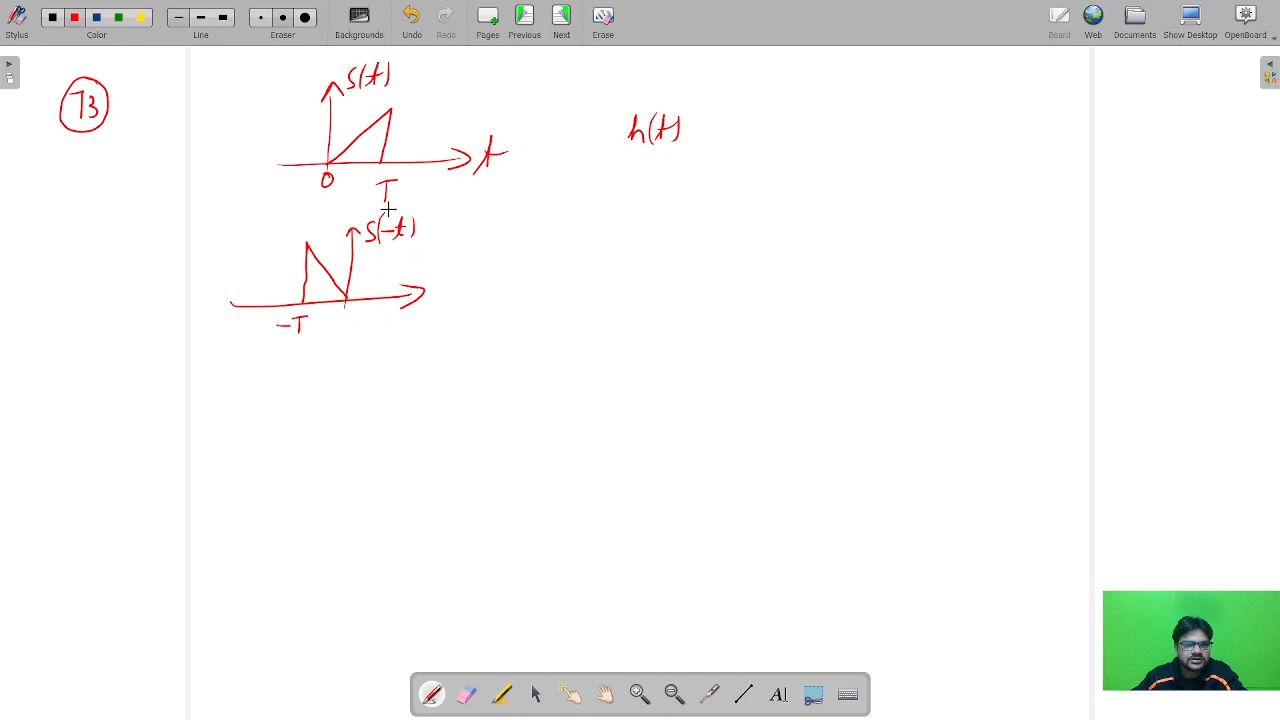 Stylus
Color
Line
Eraser
Backgrounds
Undo
Redo
Pages
Previous
Next
Erase
Board
Web
Documents
Show Desktop
OpenBoard
73
S(t)
h(t)
t
0
T
S(-t)
-T
AI